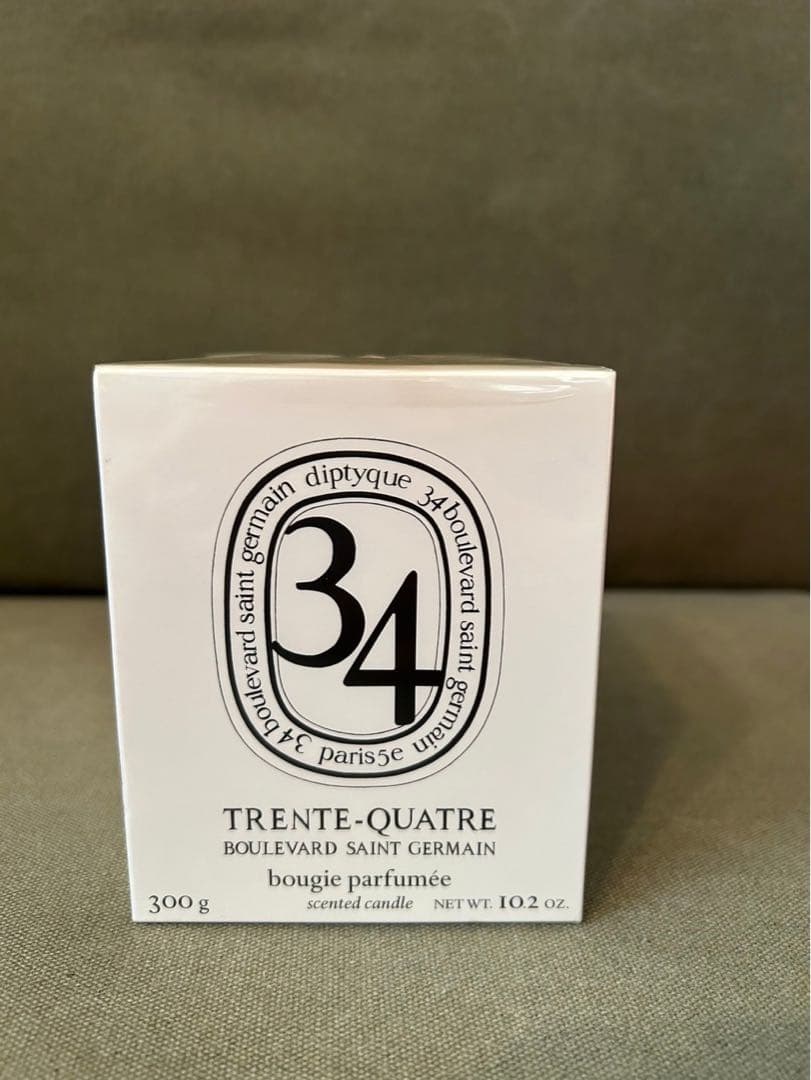 diptyque 34 boulevard saint germain paris 5e 34 boulevard saint germain
34
TRENTE-QUATRE
BOULEVARD SAINT GERMAIN
bougie parfumée
300 g scented candle NET WT. 10.2 OZ.